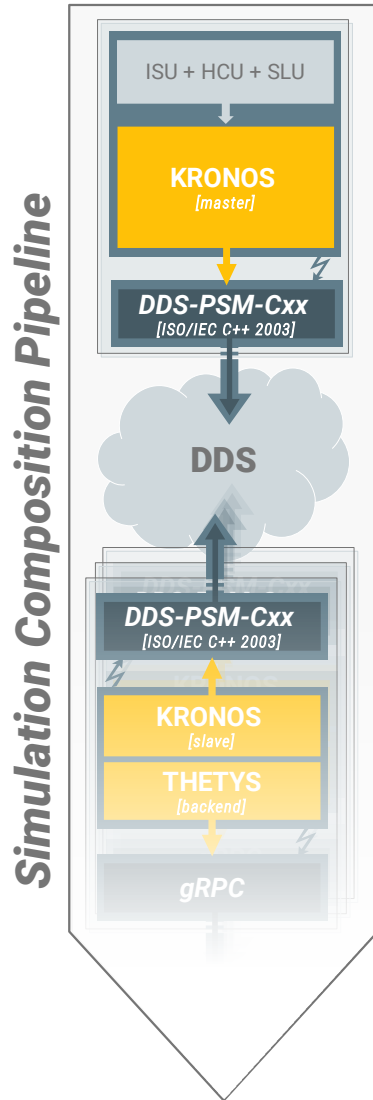 Simulation Composition Pipeline
ISU + HCU + SLU
KRONOS
[master]
DDS-PSM-Cxx
[ISO/IEC C++ 2003]
DDS
DDS-PSM-Cxx
[ISO/IEC C++ 2003]
KRONOS
[slave]
THETYS
[backend]
gRPC